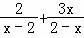 2/(x-2) + 3x/(2-x)